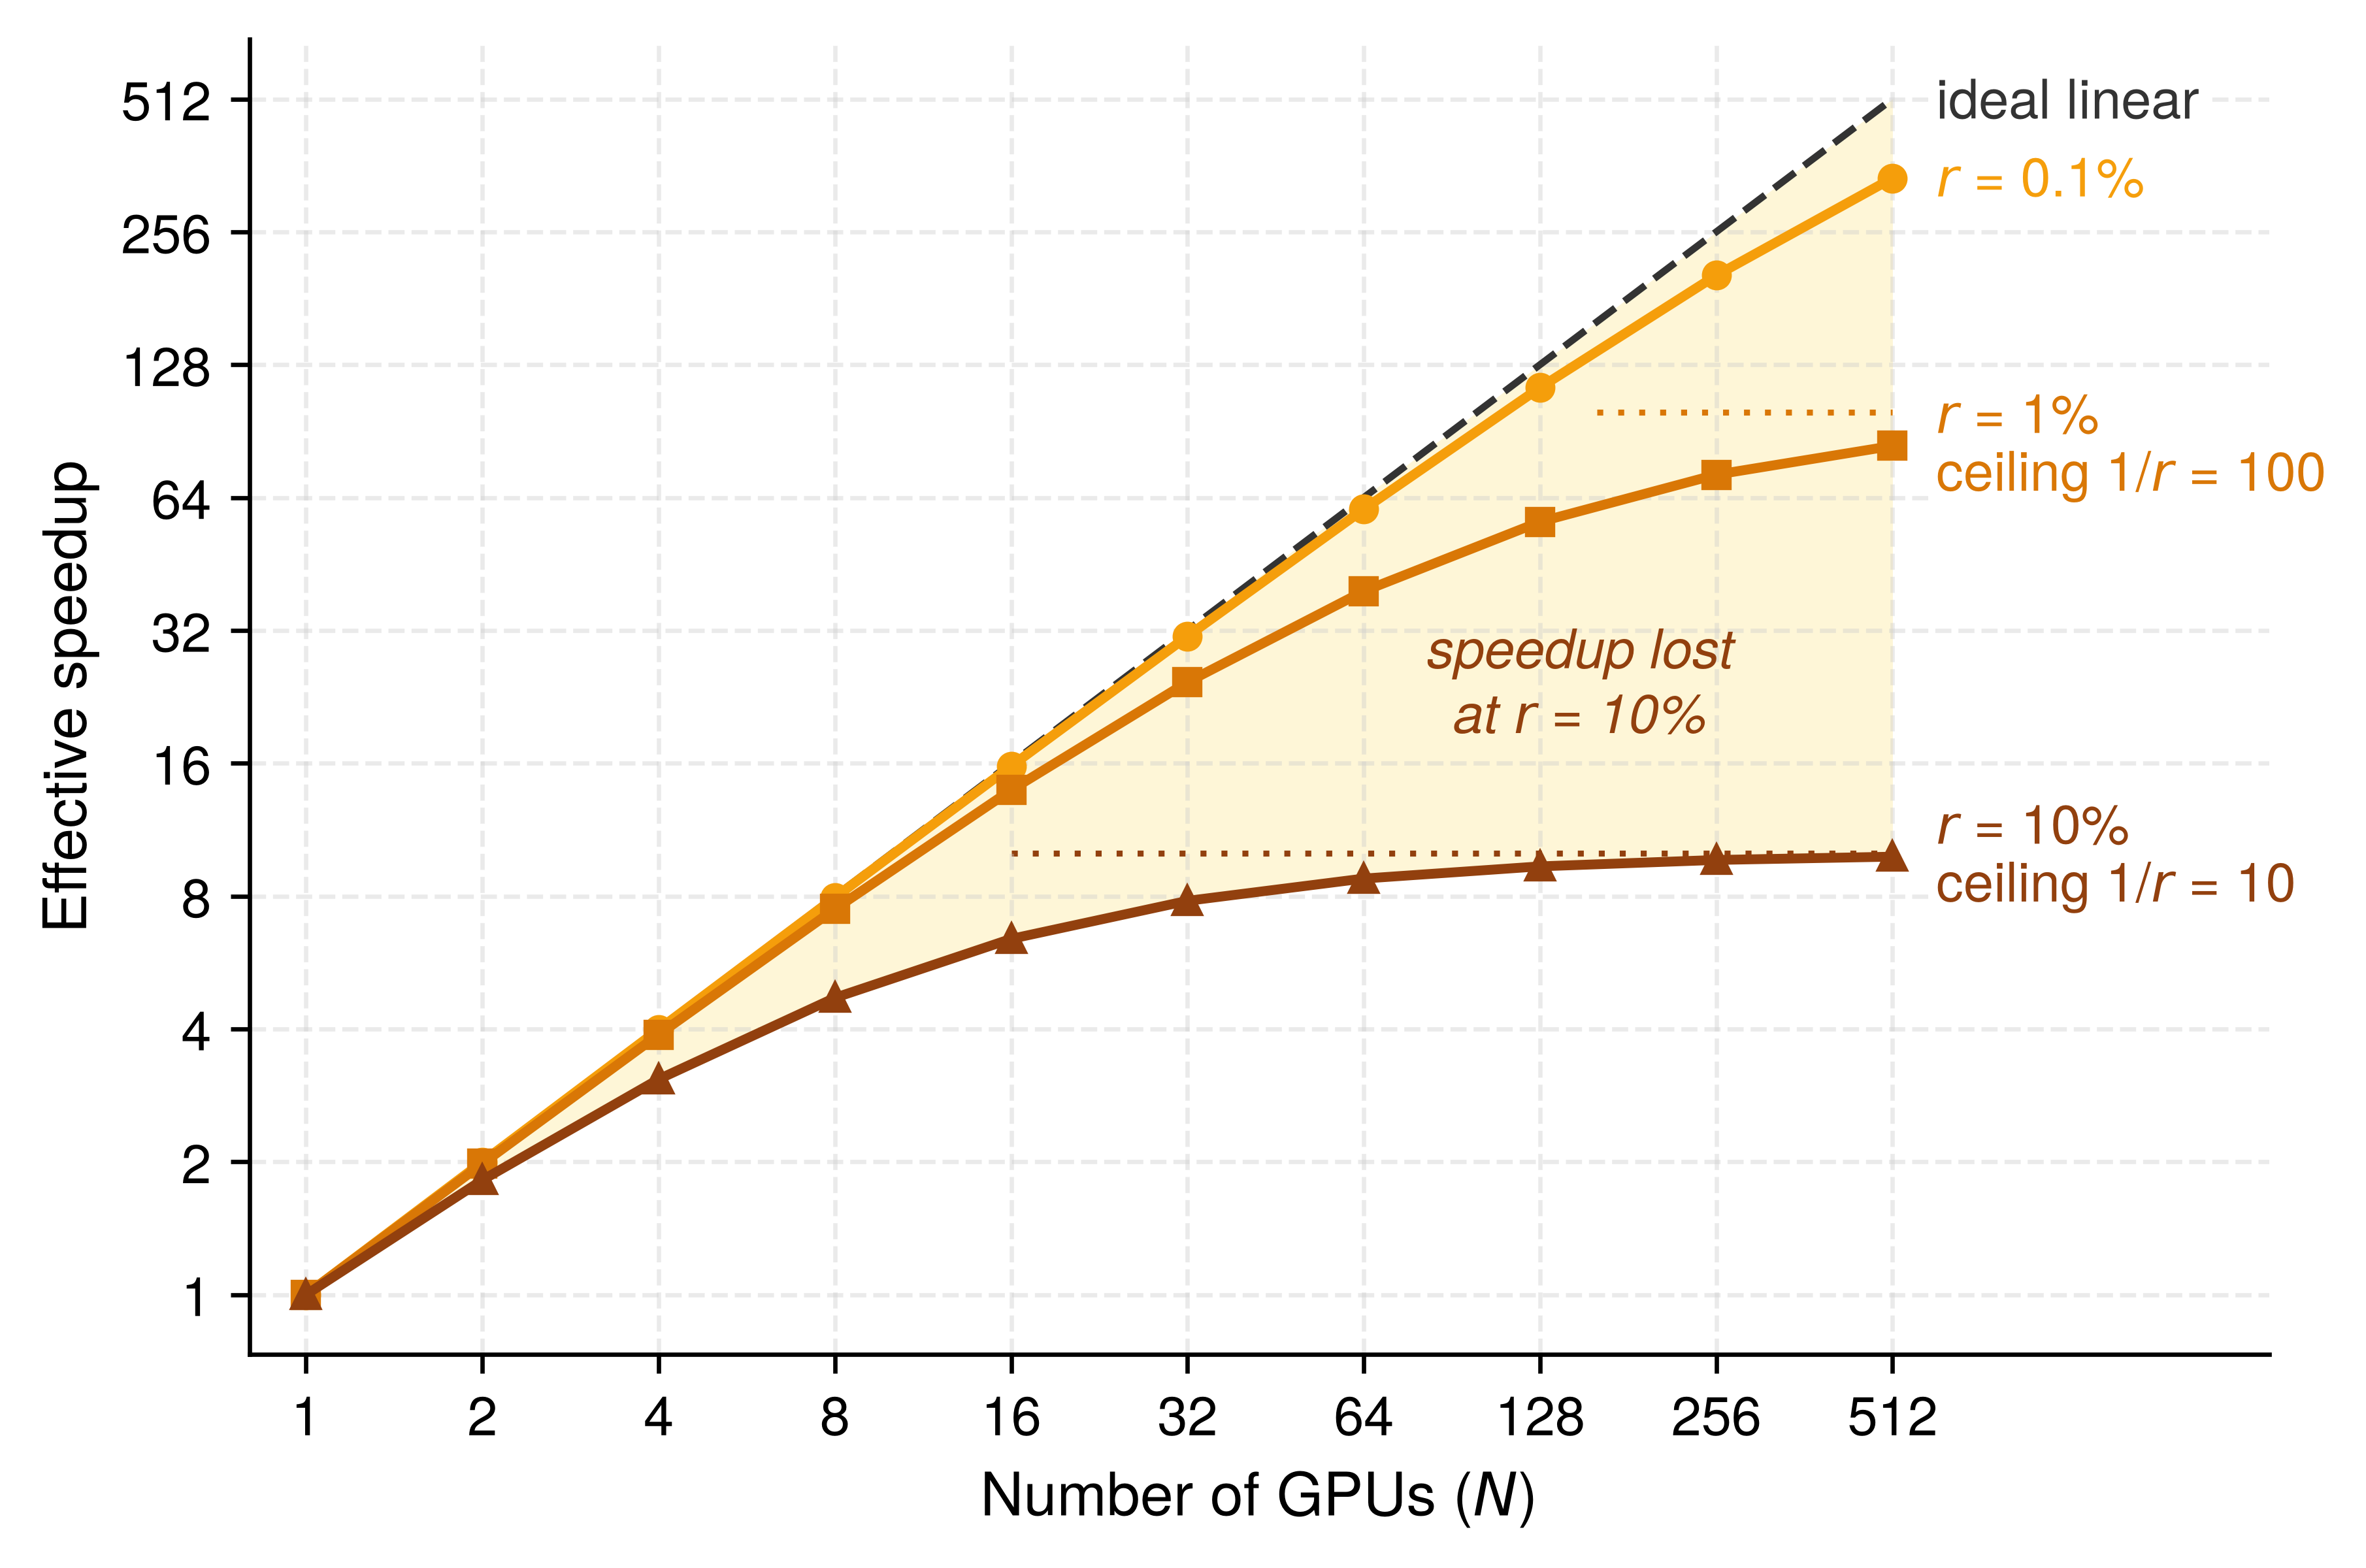 512
256
128
64
32
16
8
4
2
1
Effective speedup
ideal linear
r = 0.1%
r = 1%
ceiling 1/r = 100
speedup lost
at r = 10%
r = 10%
ceiling 1/r = 10
1 2 4 8 16 32 64 128 256 512
Number of GPUs (N)